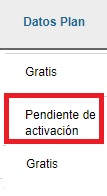 Datos Plan
Gratis
Pendiente de
activación
Gratis